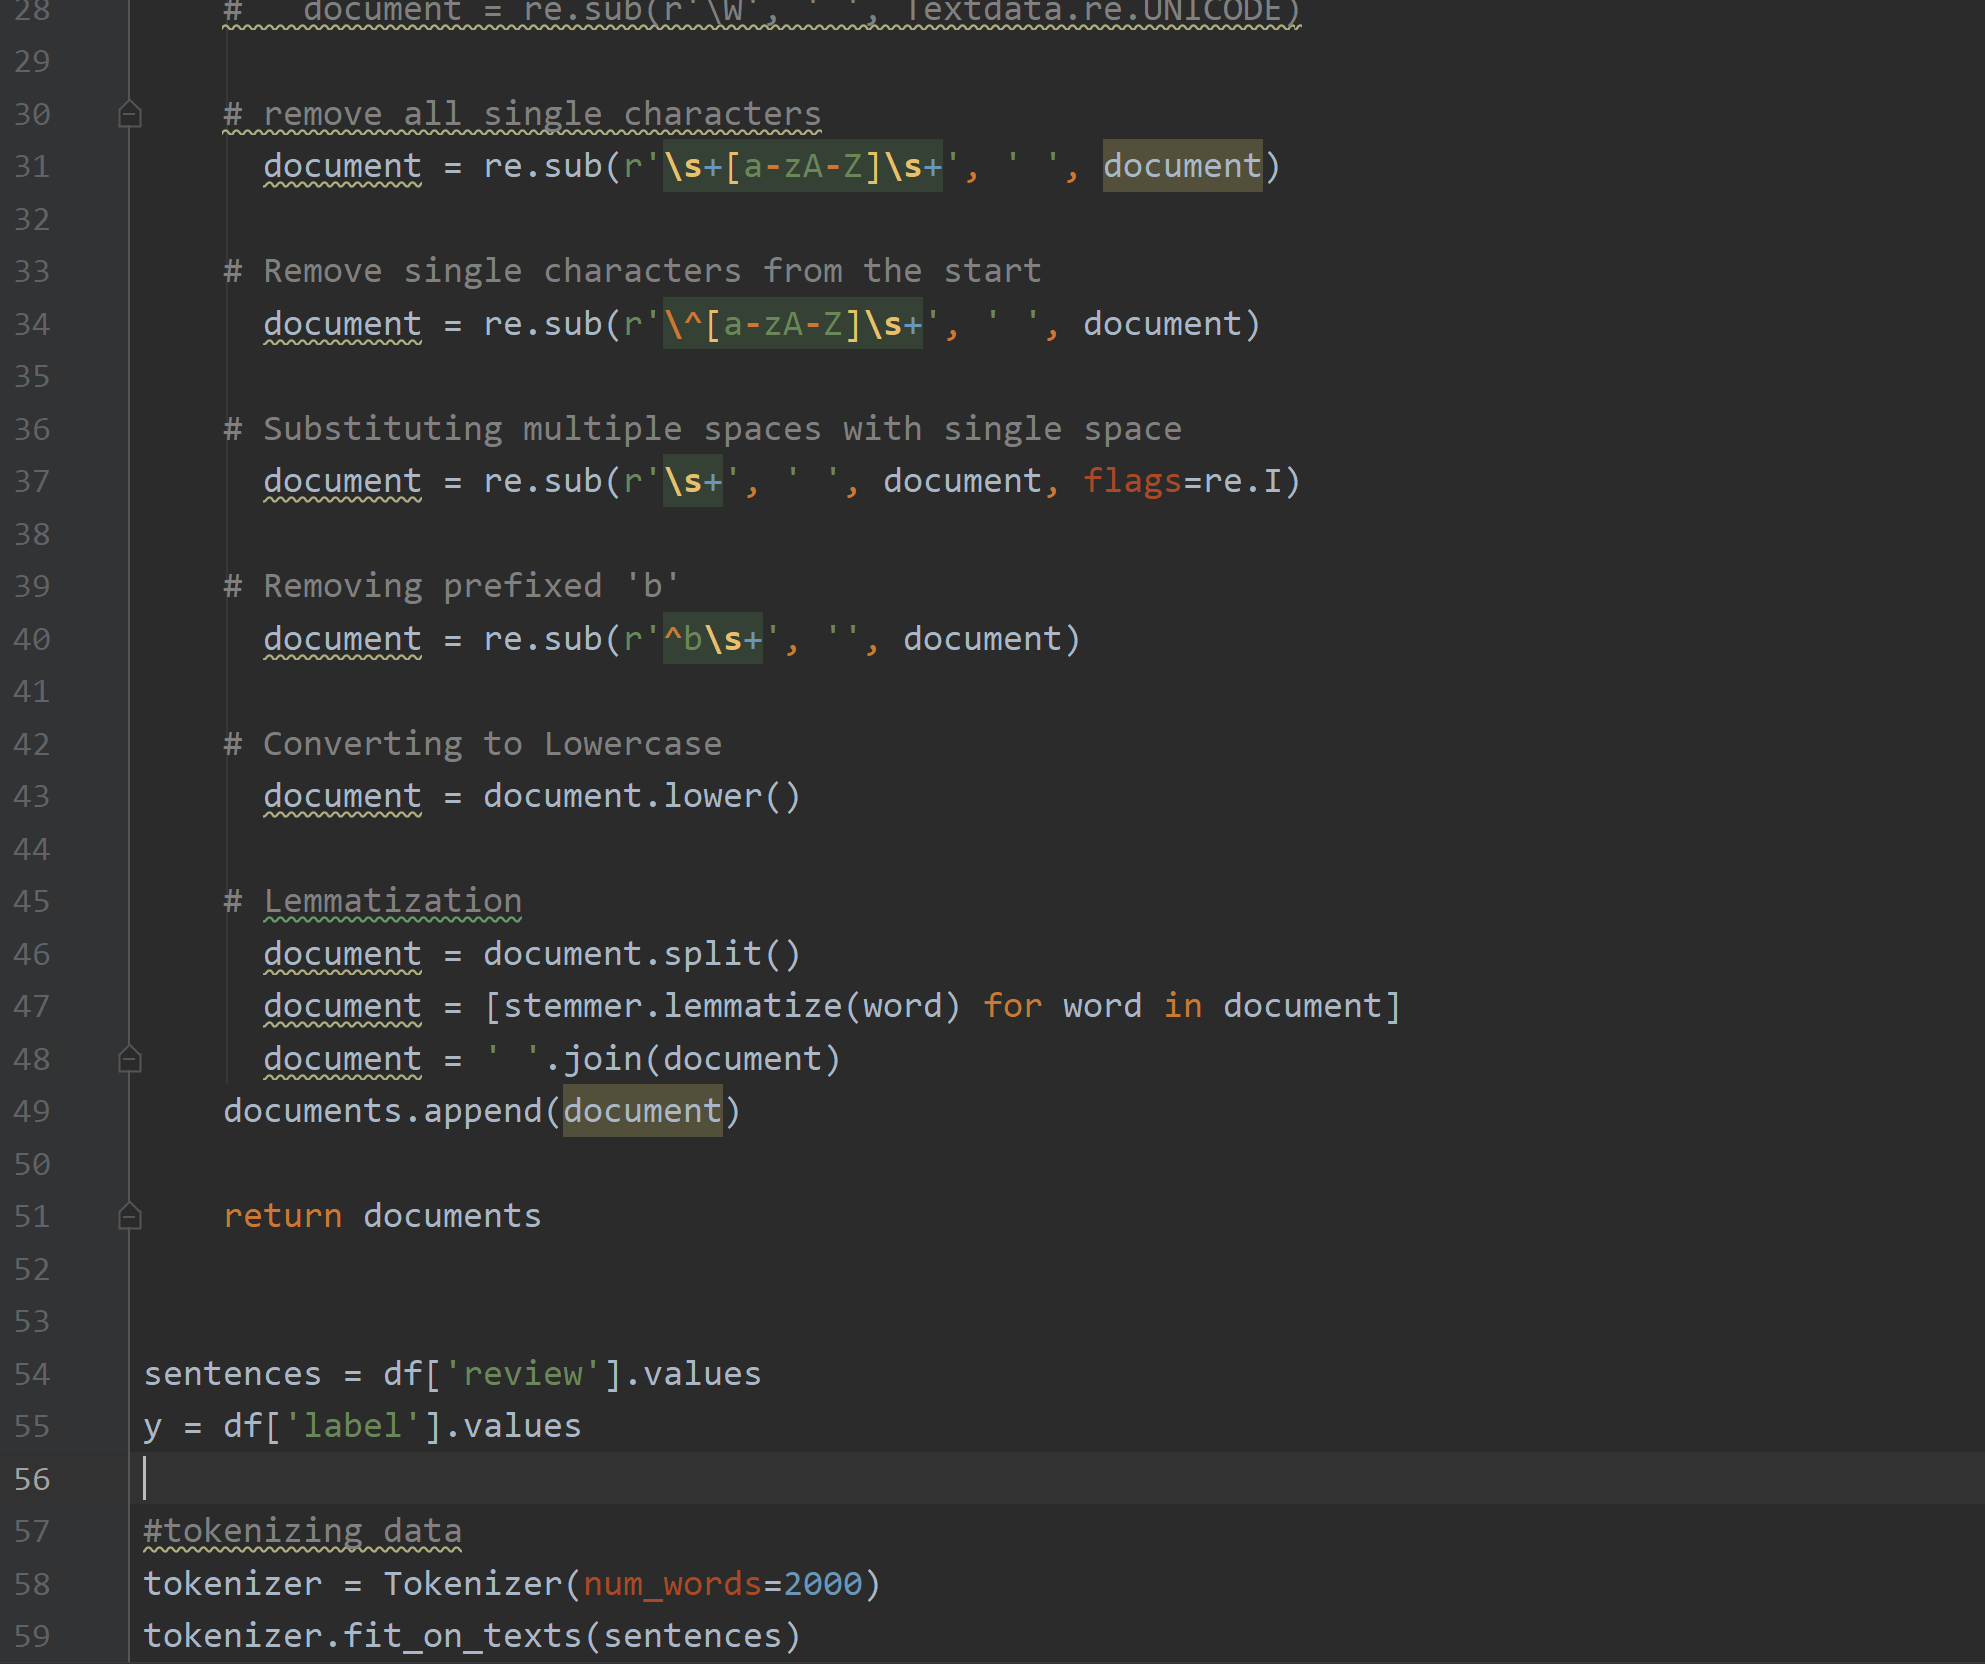 28 #   document = re.sub(r'\W', ' ', Textdata.re.UNICODE)
29
30 # remove all single characters
31 document = re.sub(r'\s+[a-zA-Z]\s+', ' ', document)
32
33 # Remove single characters from the start
34 document = re.sub(r'\^[a-zA-Z]\s+', ' ', document)
35
36 # Substituting multiple spaces with single space
37 document = re.sub(r'\s+', ' ', document, flags=re.I)
38
39 # Removing prefixed 'b'
40 document = re.sub(r'^b\s+', '', document)
41
42 # Converting to Lowercase
43 document = document.lower()
44
45 # Lemmatization
46 document = document.split()
47 document = [stemmer.lemmatize(word) for word in document]
48 document = ' '.join(document)
49 documents.append(document)
50
51 return documents
52
53
54 sentences = df['review'].values
55 y = df['label'].values
56
57 #tokenizing data
58 tokenizer = Tokenizer(num_words=2000)
59 tokenizer.fit_on_texts(sentences)